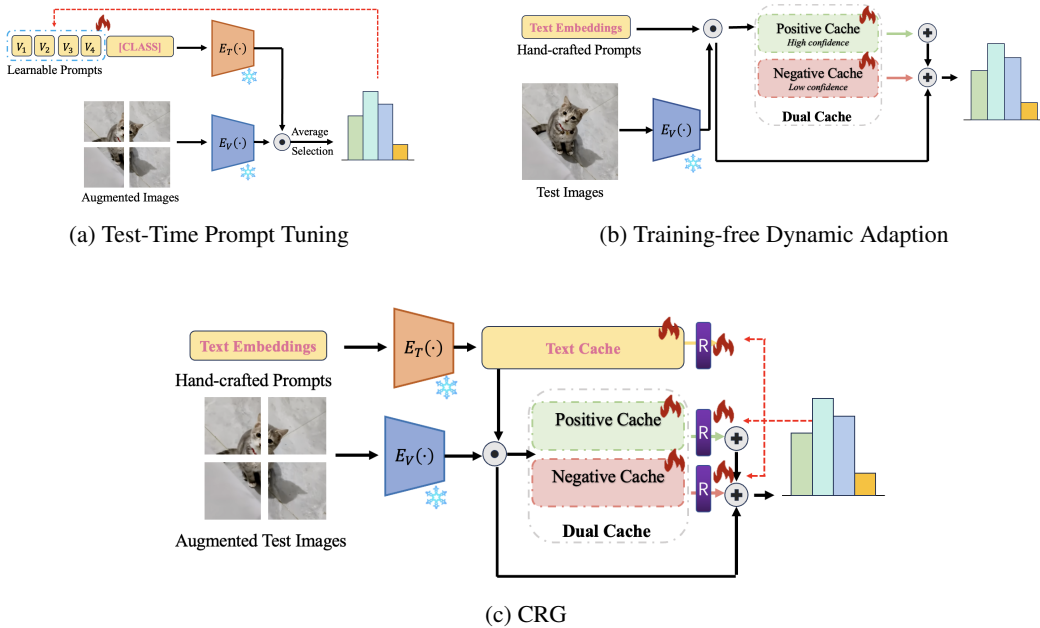 V1 V2 V3 V4 [CLASS]
Learnable Prompts
E_T(·)
E_V(·)
Average
Selection
Augmented Images
(a) Test-Time Prompt Tuning
Text Embeddings
Hand-crafted Prompts
Positive Cache
High confidence
Negative Cache
Low confidence
Dual Cache
E_V(·)
Test Images
(b) Training-free Dynamic Adaption
Text Embeddings
Hand-crafted Prompts
E_T(·)
Text Cache
R
Positive Cache
R
E_V(·)
Negative Cache
R
Dual Cache
Augmented Test Images
(c) CRG